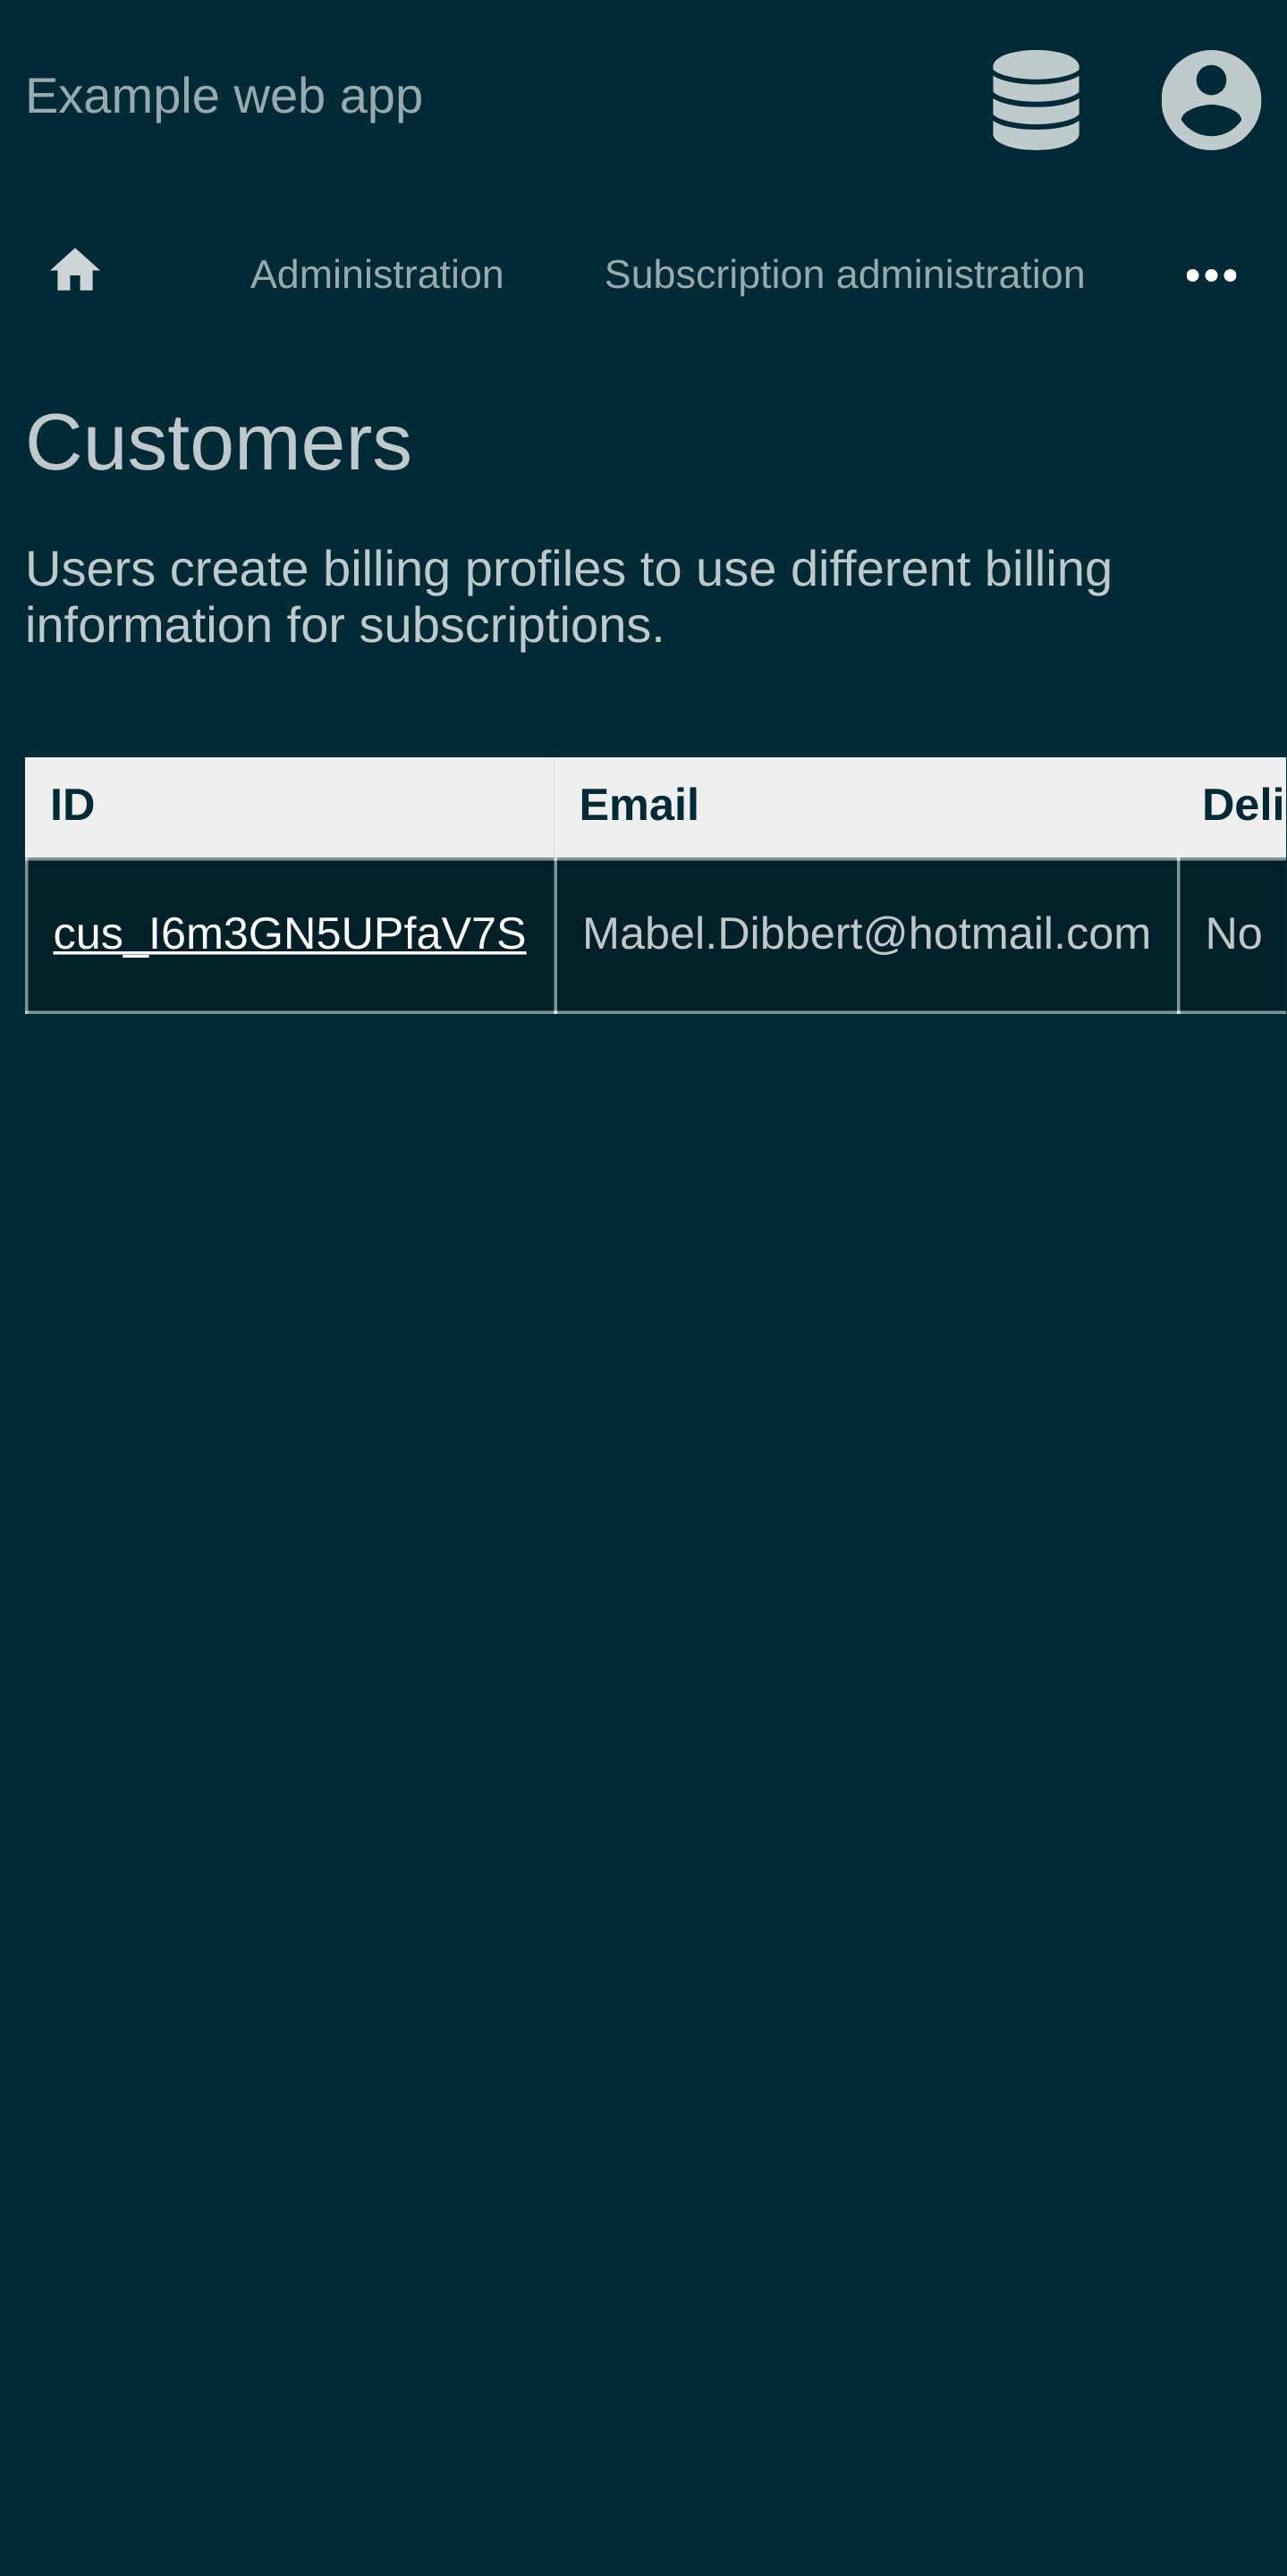 Example web app
Administration Subscription administration
Customers
Users create billing profiles to use different billing
information for subscriptions.
ID Email Deli
cus_I6m3GN5UPfaV7S Mabel.Dibbert@hotmail.com No